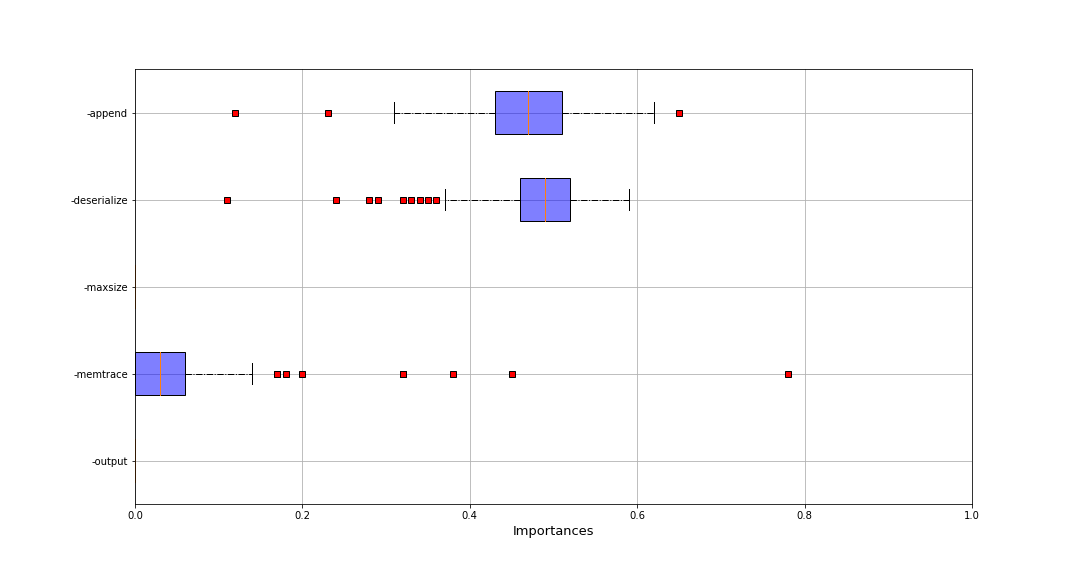 -append
-deserialize
-maxsize
-memtrace
-output
0.0 0.2 0.4 0.6 0.8 1.0
Importances